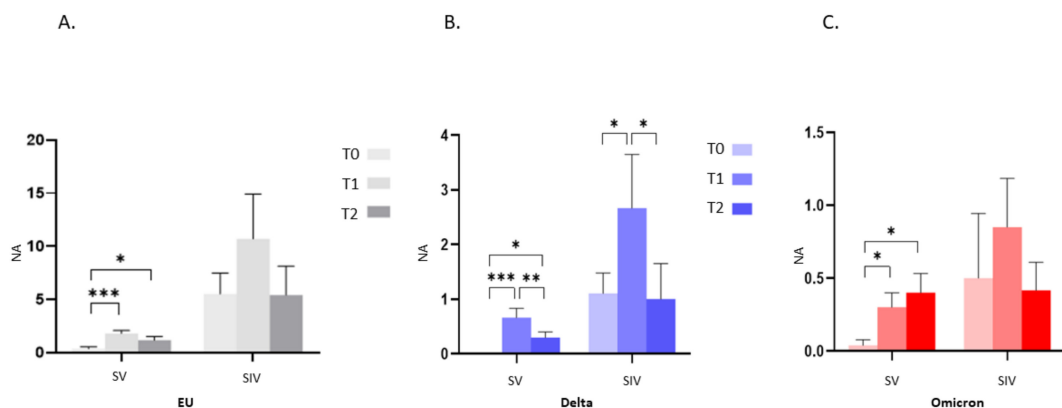 A.
B.
C.
20
15
10
5
0
NA
T0
T1
T2
*
***
SV
SIV
EU
4
3
2
1
0
NA
T0
T1
T2
* *
*
*** **
SV
SIV
Delta
1.5
1.0
0.5
0.0
NA
*
*
SV
SIV
Omicron